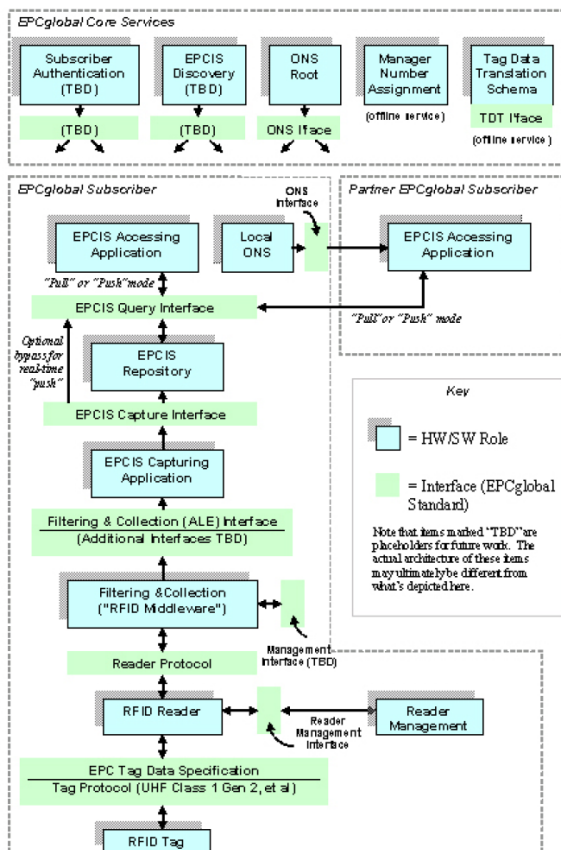 EPCglobal Core Services
Subscriber
Authentication
(TBD)
EPCIS
Discovery
(TBD)
ONS
Root
Manager
Number
Assignment
Tag Data
Translation
Schema
(TBD)
(TBD)
ONS I'face
(offline service)
TDT I'face
(offline service)
EPCglobal Subscriber
Partner EPCglobal Subscriber
ONS
Interface
EPCIS Accessing
Application
Local
ONS
EPCIS Accessing
Application
"Pull" or "Push" mode
EPCIS Query Interface
"Pull" or "Push" mode
Optional
bypass for
real-time
"push"
EPCIS
Repository
EPCIS Capture Interface
EPCIS Capturing
Application
Filtering & Collection (ALE) Interface
(Additional Interfaces TBD)
Filtering &Collection
("RFID Middleware")
Management
Interface (TBD)
Reader Protocol
RFID Reader
Reader
Management
Interface
Reader
Management
EPC Tag Data Specification
Tag Protocol (UHF Class 1 Gen 2, et al)
RFID Tag
Key
= HW/SW Role
= Interface (EPCglobal
Standard)
Note that items marked "TBD" are
placeholders for future work. The
actual architecture of these items
may ultimately be different from
what's depicted here.